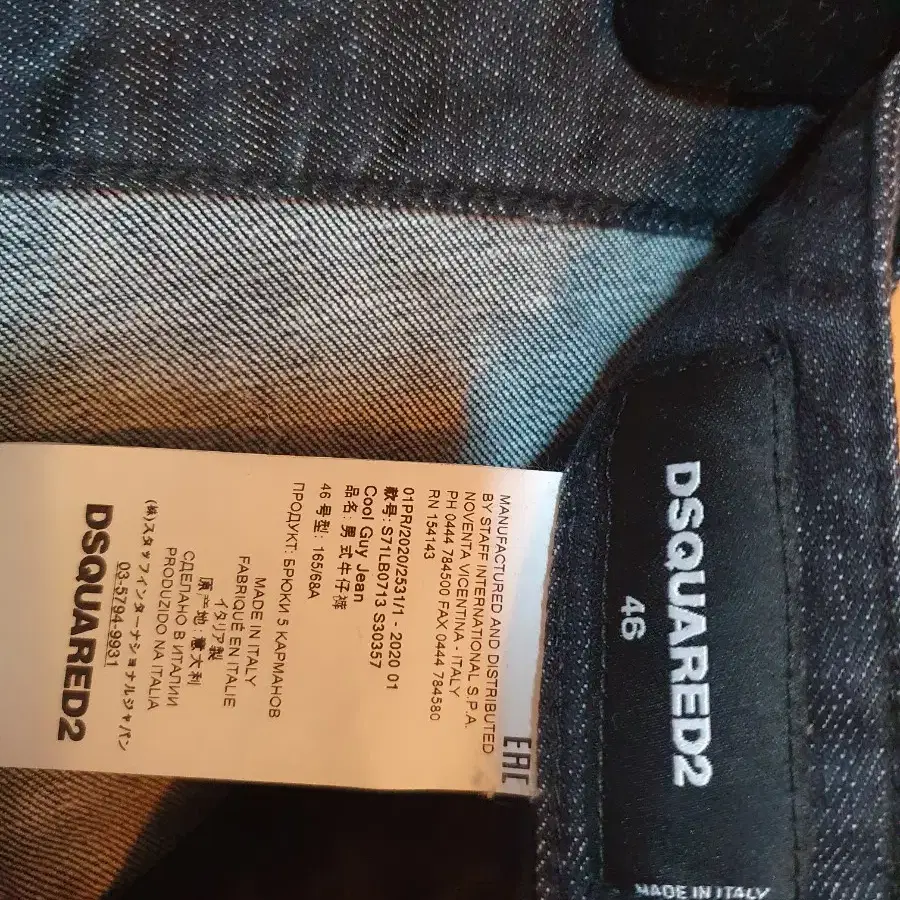 MANUFACTURED AND DISTRIBUTED
BY STAFF INTERNATIONAL S.P.A.
NOVENTA VICENTINA - ITALY
PH 0444 784500 FAX 0444 784580
RN 154143
01PR/2020/2531/1 - 2020 01
款号: S71LB0713 S30357
Cool Guy Jean
品名: 男式牛仔裤
46 号型: 165/68A
ПРОДУКТ: БРЮКИ 5 КАРМАНОВ
MADE IN ITALY
FABRIQUÉ EN ITALIE
イタリア製
原产地:意大利
СДЕЛАНО В ИТАЛИИ
PRODUZIDO NA ITALIA
(株)スタッフインターナショナルジャパン
03-5794-9931
DSQUARED2
EAC
DSQUARED2
46
MADE IN ITALY